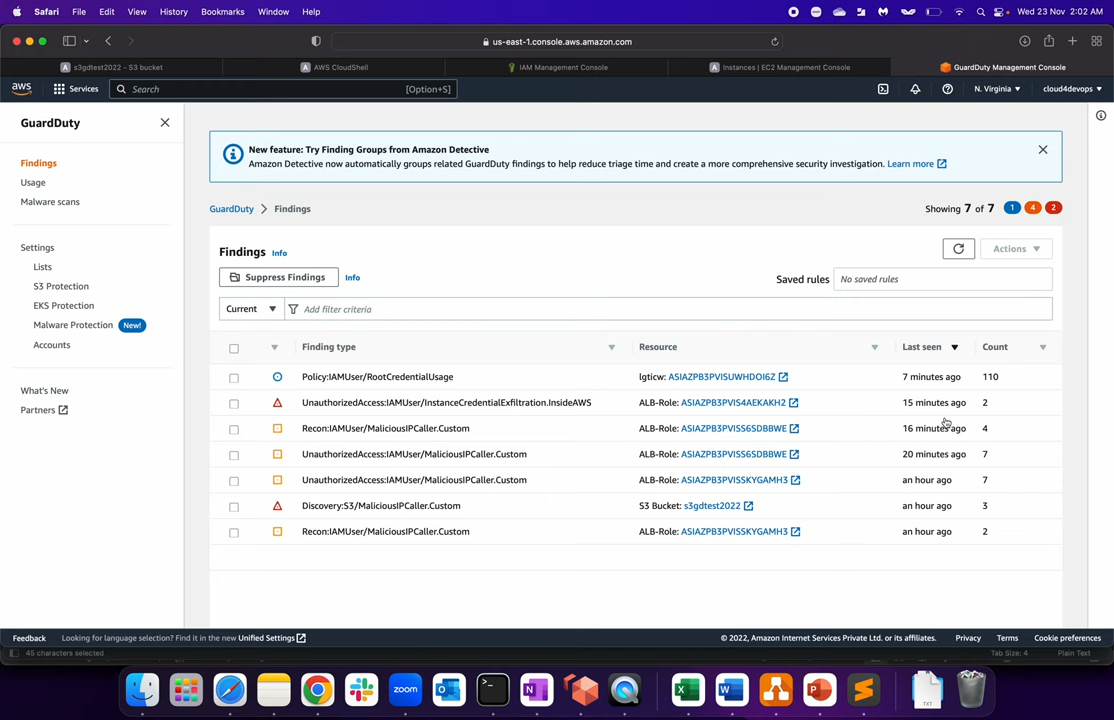 Safari File Edit View History Bookmarks Window Help Wed 23 Nov 2:02 AM
us-east-1.console.aws.amazon.com
s3gdtest2022 - S3 bucket AWS CloudShell IAM Management Console Instances | EC2 Management Console GuardDuty Management Console
aws Services Search [Option+S] N. Virginia cloud4devops
GuardDuty
Findings
Usage
Malware scans
Settings
Lists
S3 Protection
EKS Protection
Malware Protection New!
Accounts
What's New
Partners
New feature: Try Finding Groups from Amazon Detective
Amazon Detective now automatically groups related GuardDuty findings to help reduce triage time and create a more comprehensive security investigation. Learn more
GuardDuty > Findings Showing 7 of 7 1 4 2
Findings Info Actions
Suppress Findings Info Saved rules No saved rules
Current Add filter criteria
Finding type Resource Last seen Count
Policy:IAMUser/RootCredentialUsage lgticw: ASIAZPB3PVISUWHDOI6Z 7 minutes ago 110
UnauthorizedAccess:IAMUser/InstanceCredentialExfiltration.InsideAWS ALB-Role: ASIAZPB3PVIS4AEKAKH2 15 minutes ago 2
Recon:IAMUser/MaliciousIPCaller.Custom ALB-Role: ASIAZPB3PVISS6SDBBWE 16 minutes ago 4
UnauthorizedAccess:IAMUser/MaliciousIPCaller.Custom ALB-Role: ASIAZPB3PVISS6SDBBWE 20 minutes ago 7
UnauthorizedAccess:IAMUser/MaliciousIPCaller.Custom ALB-Role: ASIAZPB3PVISSKYGAMH3 an hour ago 7
Discovery:S3/MaliciousIPCaller.Custom S3 Bucket: s3gdtest2022 an hour ago 3
Recon:IAMUser/MaliciousIPCaller.Custom ALB-Role: ASIAZPB3PVISSKYGAMH3 an hour ago 2
Feedback Looking for language selection? Find it in the new Unified Settings © 2022, Amazon Internet Services Private Ltd. or its affiliates. Privacy Terms Cookie preferences
45 characters selected Tab Size: 4 Plain Text
zoom
TXT